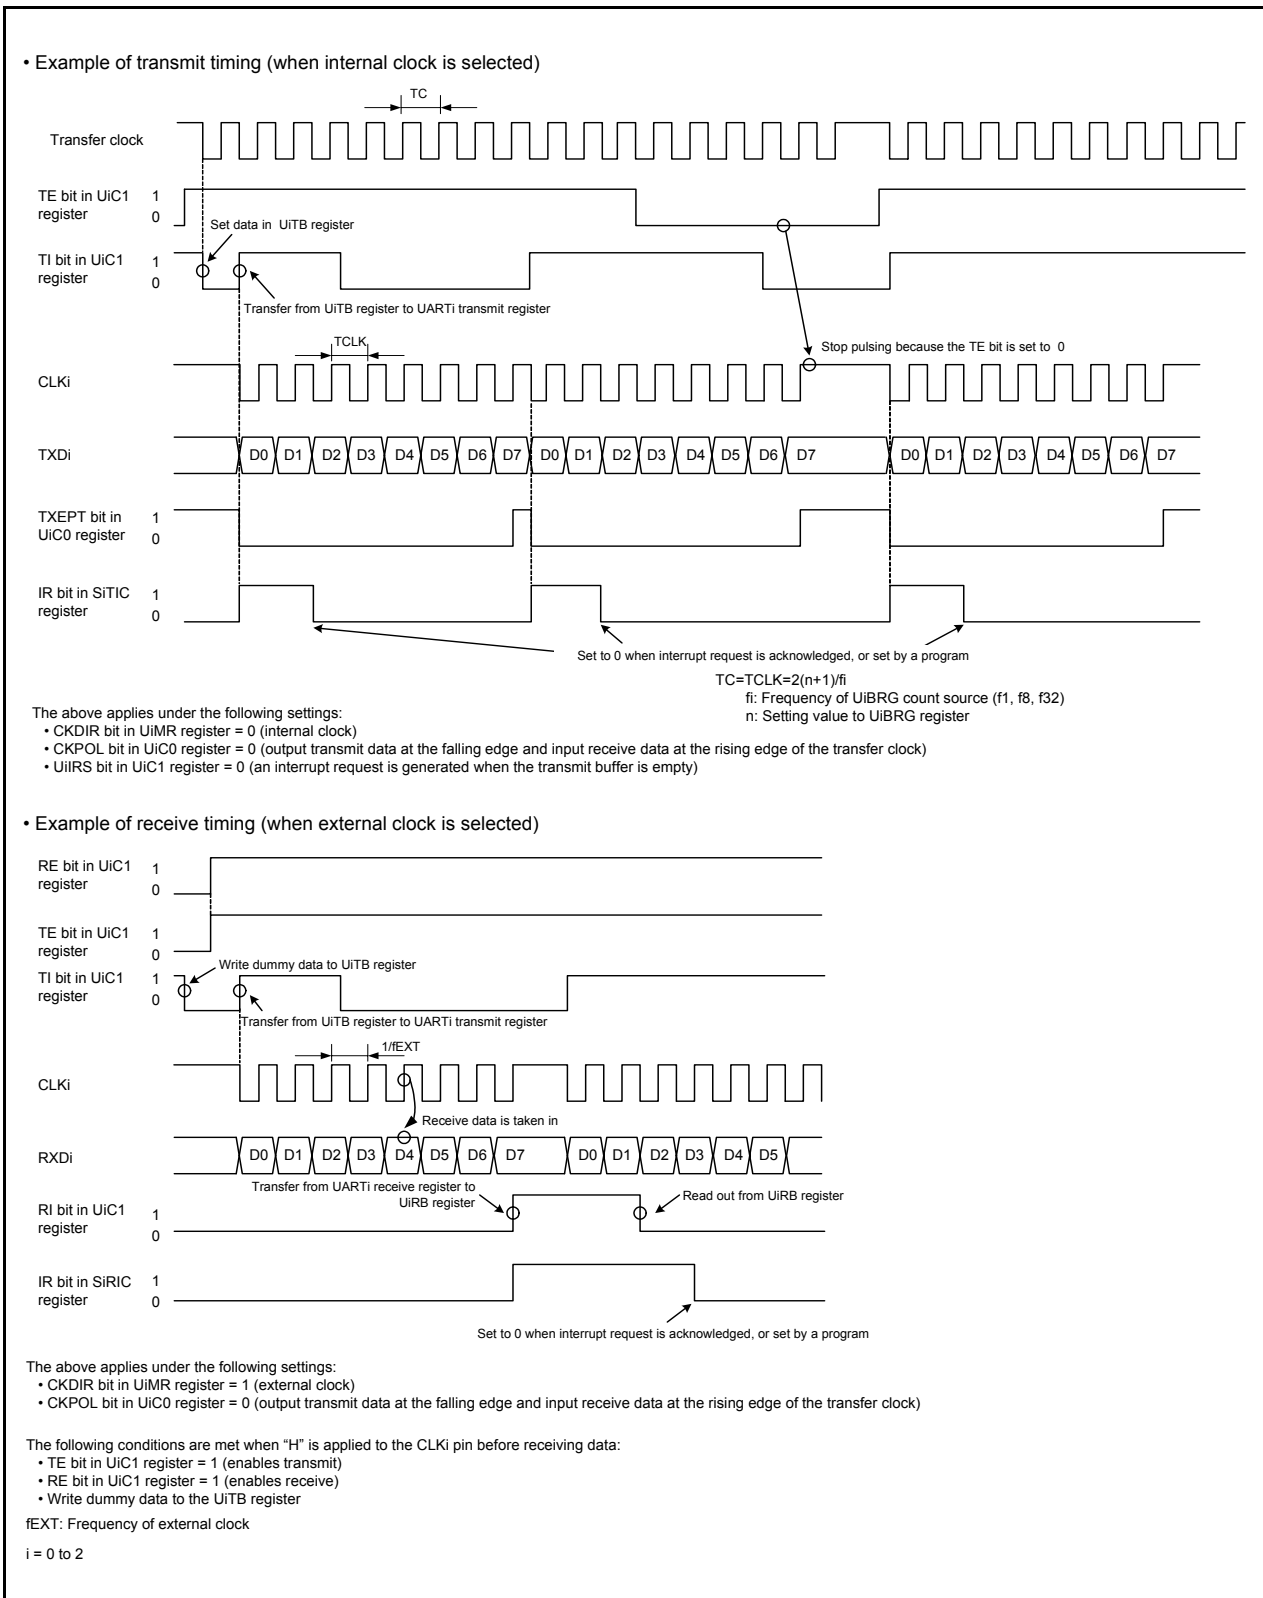 • Example of transmit timing (when internal clock is selected)
TC
Transfer clock
TE bit in UiC1
register
1
0
Set data in UiTB register
TI bit in UiC1
register
1
0
Transfer from UiTB register to UARTi transmit register
TCLK
Stop pulsing because the TE bit is set to 0
CLKi
TXDi
D0 D1 D2 D3 D4 D5 D6 D7 D0 D1 D2 D3 D4 D5 D6 D7 D0 D1 D2 D3 D4 D5 D6 D7
TXEPT bit in
UiC0 register
1
0
IR bit in SiTIC
register
1
0
Set to 0 when interrupt request is acknowledged, or set by a program
TC=TCLK=2(n+1)/fi
fi: Frequency of UiBRG count source (f1, f8, f32)
n: Setting value to UiBRG register
The above applies under the following settings:
• CKDIR bit in UiMR register = 0 (internal clock)
• CKPOL bit in UiC0 register = 0 (output transmit data at the falling edge and input receive data at the rising edge of the transfer clock)
• UiIRS bit in UiC1 register = 0 (an interrupt request is generated when the transmit buffer is empty)
• Example of receive timing (when external clock is selected)
RE bit in UiC1
register
1
0
TE bit in UiC1
register
1
0
Write dummy data to UiTB register
TI bit in UiC1
register
1
0
Transfer from UiTB register to UARTi transmit register
1/fEXT
CLKi
Receive data is taken in
RXDi
D0 D1 D2 D3 D4 D5 D6 D7 D0 D1 D2 D3 D4 D5
Transfer from UARTi receive register to
UiRB register
Read out from UiRB register
RI bit in UiC1
register
1
0
IR bit in SiRIC
register
1
0
Set to 0 when interrupt request is acknowledged, or set by a program
The above applies under the following settings:
• CKDIR bit in UiMR register = 1 (external clock)
• CKPOL bit in UiC0 register = 0 (output transmit data at the falling edge and input receive data at the rising edge of the transfer clock)
The following conditions are met when “H” is applied to the CLKi pin before receiving data:
• TE bit in UiC1 register = 1 (enables transmit)
• RE bit in UiC1 register = 1 (enables receive)
• Write dummy data to the UiTB register
fEXT: Frequency of external clock
i = 0 to 2